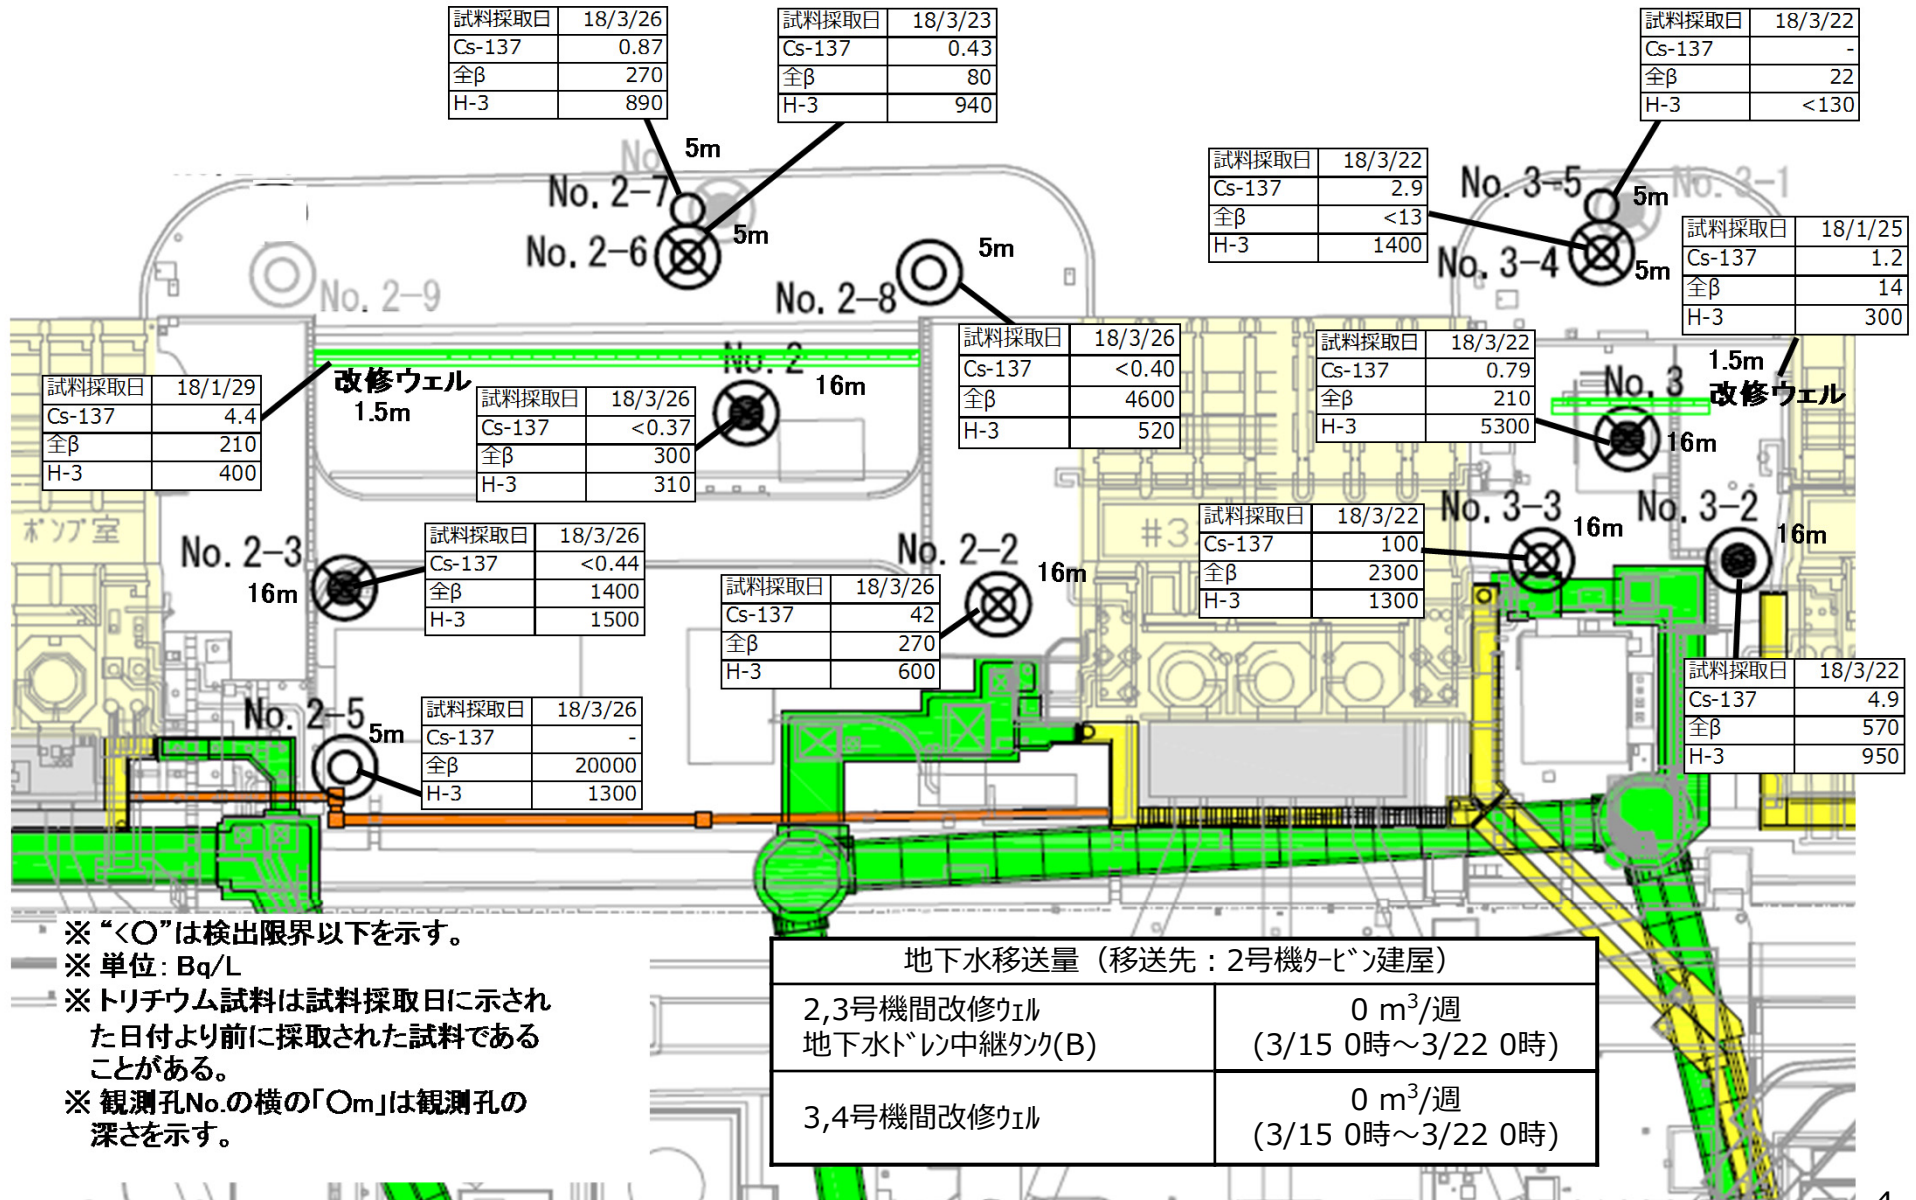 試料採取日 18/3/26
Cs-137 0.87
全β 270
H-3 890
試料採取日 18/3/23
Cs-137 0.43
全β 80
H-3 940
試料採取日 18/3/22
Cs-137 -
全β 22
H-3 <130
試料採取日 18/3/22
Cs-137 2.9
全β <13
H-3 1400
試料採取日 18/1/25
Cs-137 1.2
全β 14
H-3 300
No
5m
No. 2-7
No. 2-6
5m
No. 2-9
No. 2-8
5m
No. 3-5
5m
No. 3-1
No. 3-4
5m
試料採取日 18/1/29
Cs-137 4.4
全β 210
H-3 400
改修ウェル
1.5m
試料採取日 18/3/26
Cs-137 <0.37
全β 300
H-3 310
No. 2
16m
試料採取日 18/3/26
Cs-137 <0.40
全β 4600
H-3 520
試料採取日 18/3/22
Cs-137 0.79
全β 210
H-3 5300
No. 3
16m
1.5m
改修ウェル
ポンプ室
No. 2-3
16m
試料採取日 18/3/26
Cs-137 <0.44
全β 1400
H-3 1500
No. 2-2
16m
試料採取日 18/3/26
Cs-137 42
全β 270
H-3 600
#3
試料採取日 18/3/22
Cs-137 100
全β 2300
H-3 1300
No. 3-3
16m
No. 3-2
16m
試料採取日 18/3/22
Cs-137 4.9
全β 570
H-3 950
No. 2-5
5m
試料採取日 18/3/26
Cs-137 -
全β 20000
H-3 1300
※ “<〇”は検出限界以下を示す。
※ 単位: Bq/L
※ トリチウム試料は試料採取日に示され
た日付より前に採取された試料である
ことがある。
※ 観測孔No.の横の「〇m」は観測孔の
深さを示す。
地下水移送量（移送先：2号機ﾀｰﾋﾞﾝ建屋）
2,3号機間改修ｳｪﾙ
地下水ﾄﾞﾚﾝ中継ﾀﾝｸ(B)
0 m³/週
(3/15 0時～3/22 0時)
3,4号機間改修ｳｪﾙ
0 m³/週
(3/15 0時～3/22 0時)
4